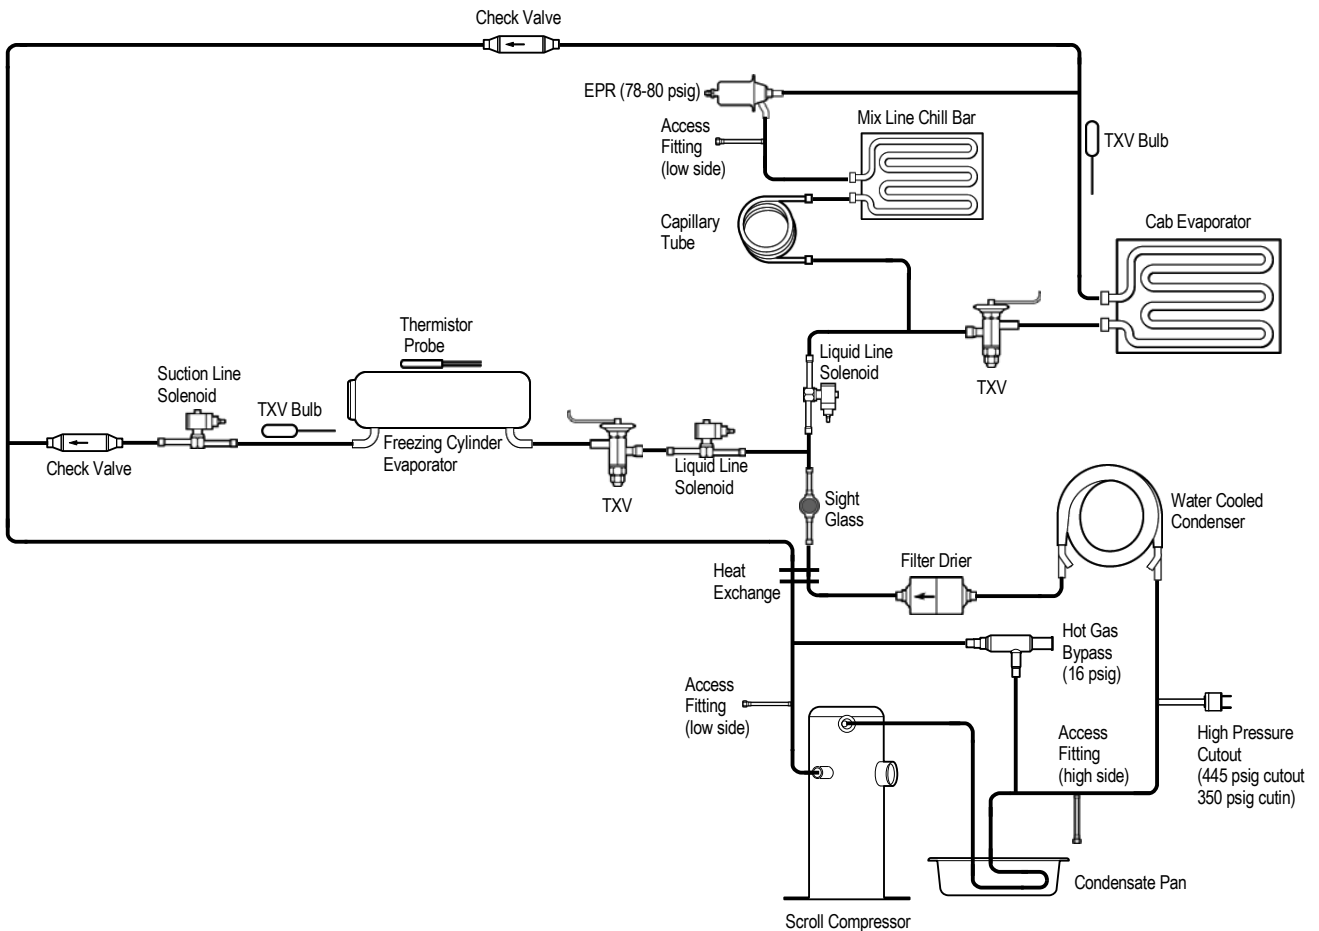 Check Valve
EPR (78-80 psig)
Access
Fitting
(low side)
Mix Line Chill Bar
TXV Bulb
Capillary
Tube
Cab Evaporator
Thermistor
Probe
Liquid Line
Solenoid
TXV
Suction Line
Solenoid
TXV Bulb
Freezing Cylinder
Evaporator
Check Valve
Liquid Line
Solenoid
TXV
Sight
Glass
Water Cooled
Condenser
Heat
Exchange
Filter Drier
Hot Gas
Bypass
(16 psig)
Access
Fitting
(low side)
Access
Fitting
(high side)
High Pressure
Cutout
(445 psig cutout
350 psig cutin)
Condensate Pan
Scroll Compressor